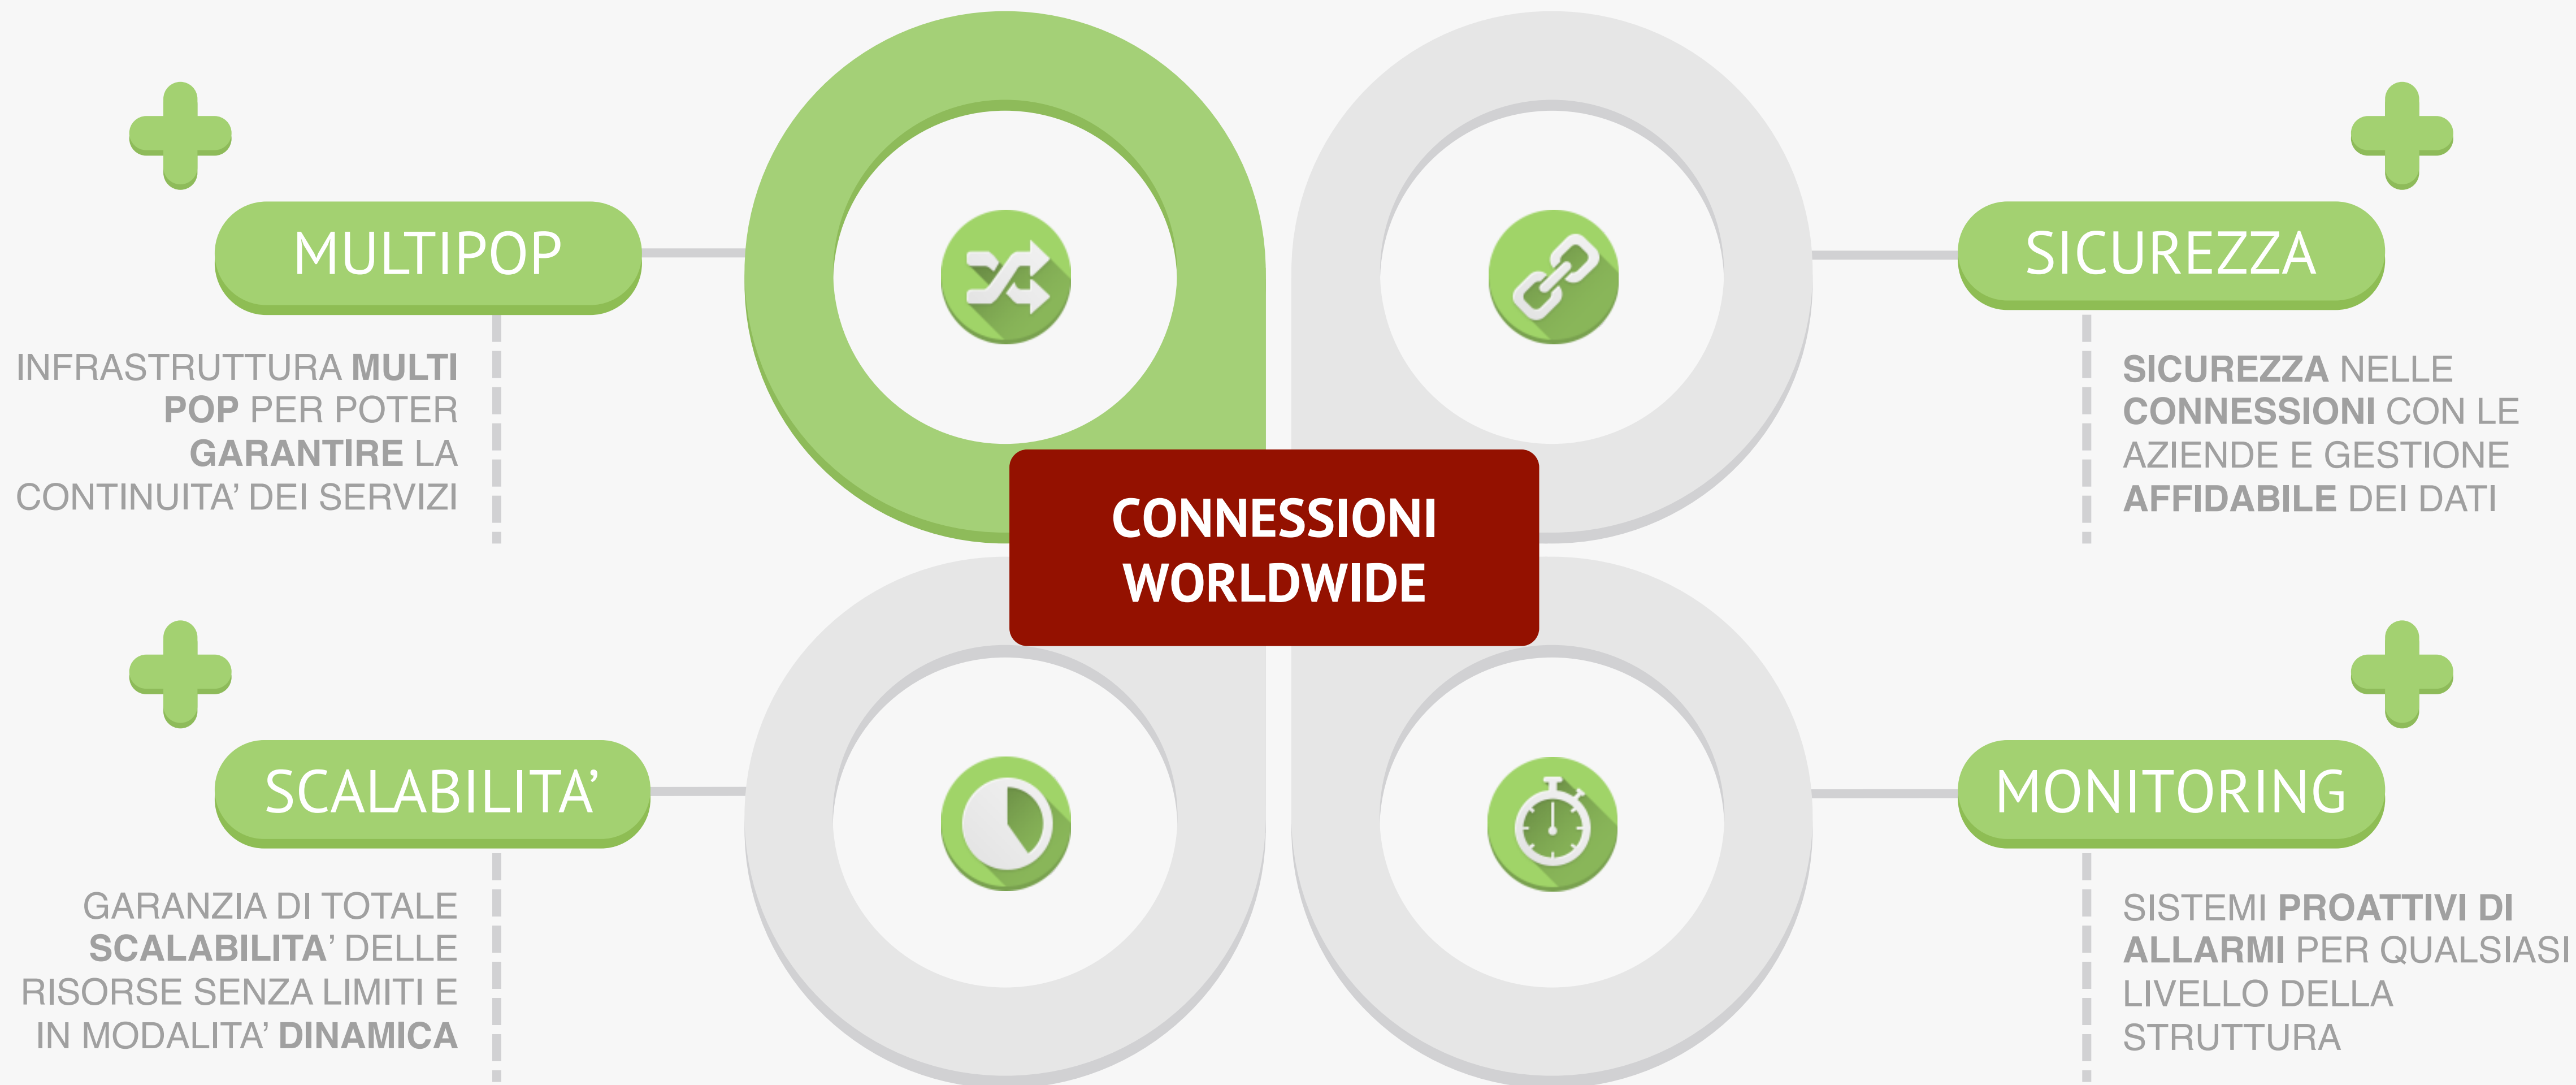 MULTIPOP
INFRASTRUTTURA MULTI
POP PER POTER
GARANTIRE LA
CONTINUITA’ DEI SERVIZI
SICUREZZA
SICUREZZA NELLE
CONNESSIONI CON LE
AZIENDE E GESTIONE
AFFIDABILE DEI DATI
CONNESSIONI
WORLDWIDE
SCALABILITA’
GARANZIA DI TOTALE
SCALABILITA’ DELLE
RISORSE SENZA LIMITI E
IN MODALITA’ DINAMICA
MONITORING
SISTEMI PROATTIVI DI
ALLARMI PER QUALSIASI
LIVELLO DELLA
STRUTTURA